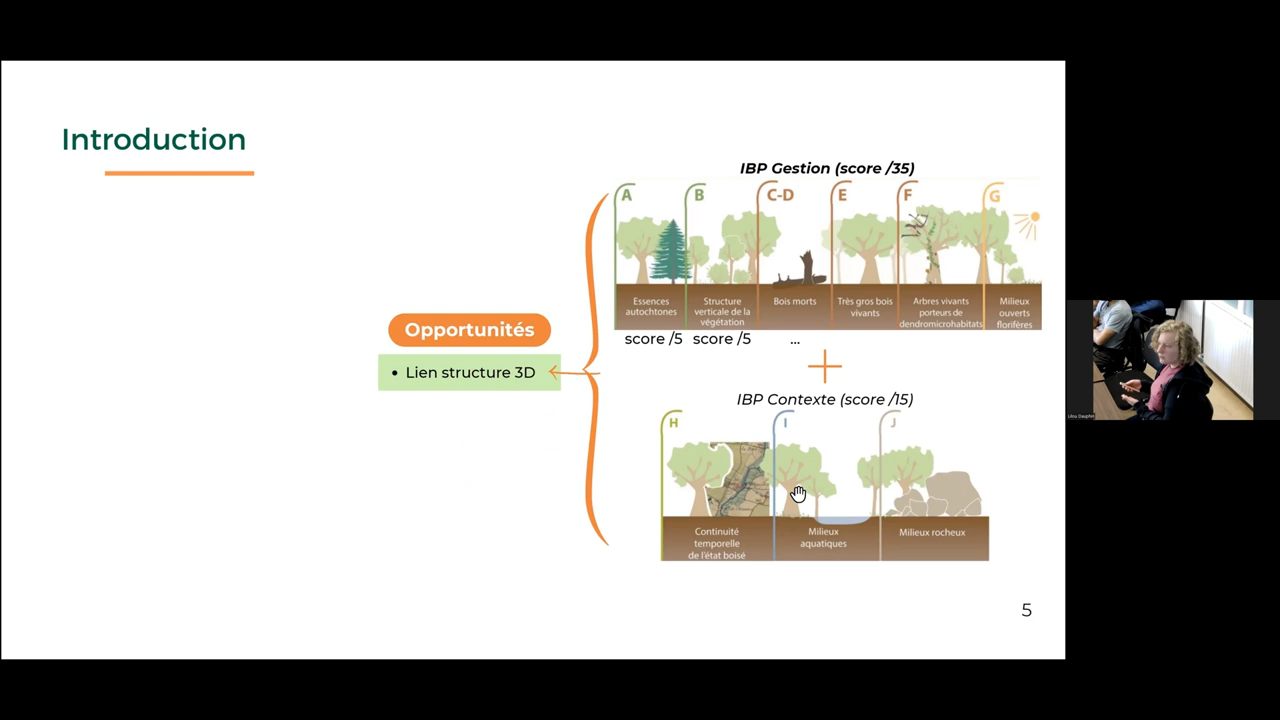 Introduction
IBP Gestion (score /35)
A
B
C-D
E
F
G
Essences
autochtones
Structure
verticale de la
végétation
Bois morts
Très gros bois
vivants
Arbres vivants
porteurs de
dendromicrohabitats
Milieux
ouverts
florifères
score /5
score /5
...
Opportunités
• Lien structure 3D
IBP Contexte (score /15)
H
I
J
Continuité
temporelle
de l'état boisé
Milieux
aquatiques
Milieux rocheux
5
Lilou Dauphin